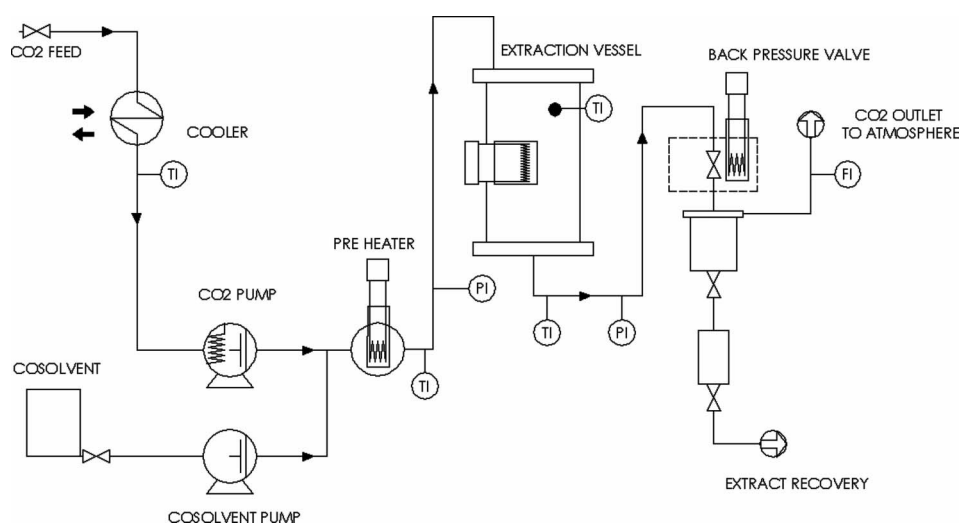 EXTRACTION VESSEL
BACK PRESSURE VALVE
CO2 FEED
TI
CO2 OUTLET
TO ATMOSPHERE
COOLER
TI
FI
PRE HEATER
PI
CO2 PUMP
TI
PI
COSOLVENT
TI
EXTRACT RECOVERY
COSOLVENT PUMP